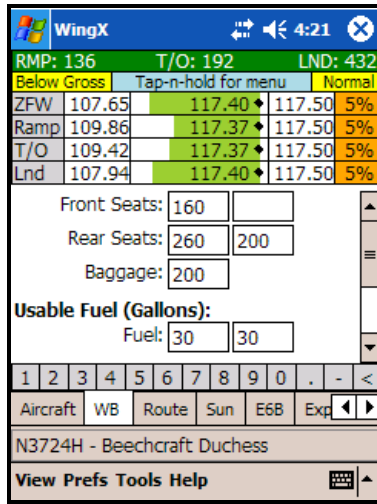 WingX 4:21
RMP: 136 T/O: 192 LND: 432
Below Gross Tap-n-hold for menu Normal
ZFW 107.65 117.40 117.50 5%
Ramp 109.86 117.37 117.50 5%
T/O 109.42 117.37 117.50 5%
Lnd 107.94 117.40 117.50 5%
Front Seats: 160
Rear Seats: 260 200
Baggage: 200
Usable Fuel (Gallons):
Fuel: 30 30
1 2 3 4 5 6 7 8 9 0 . - <
Aircraft WB Route Sun E6B Exp
N3724H - Beechcraft Duchess
View Prefs Tools Help